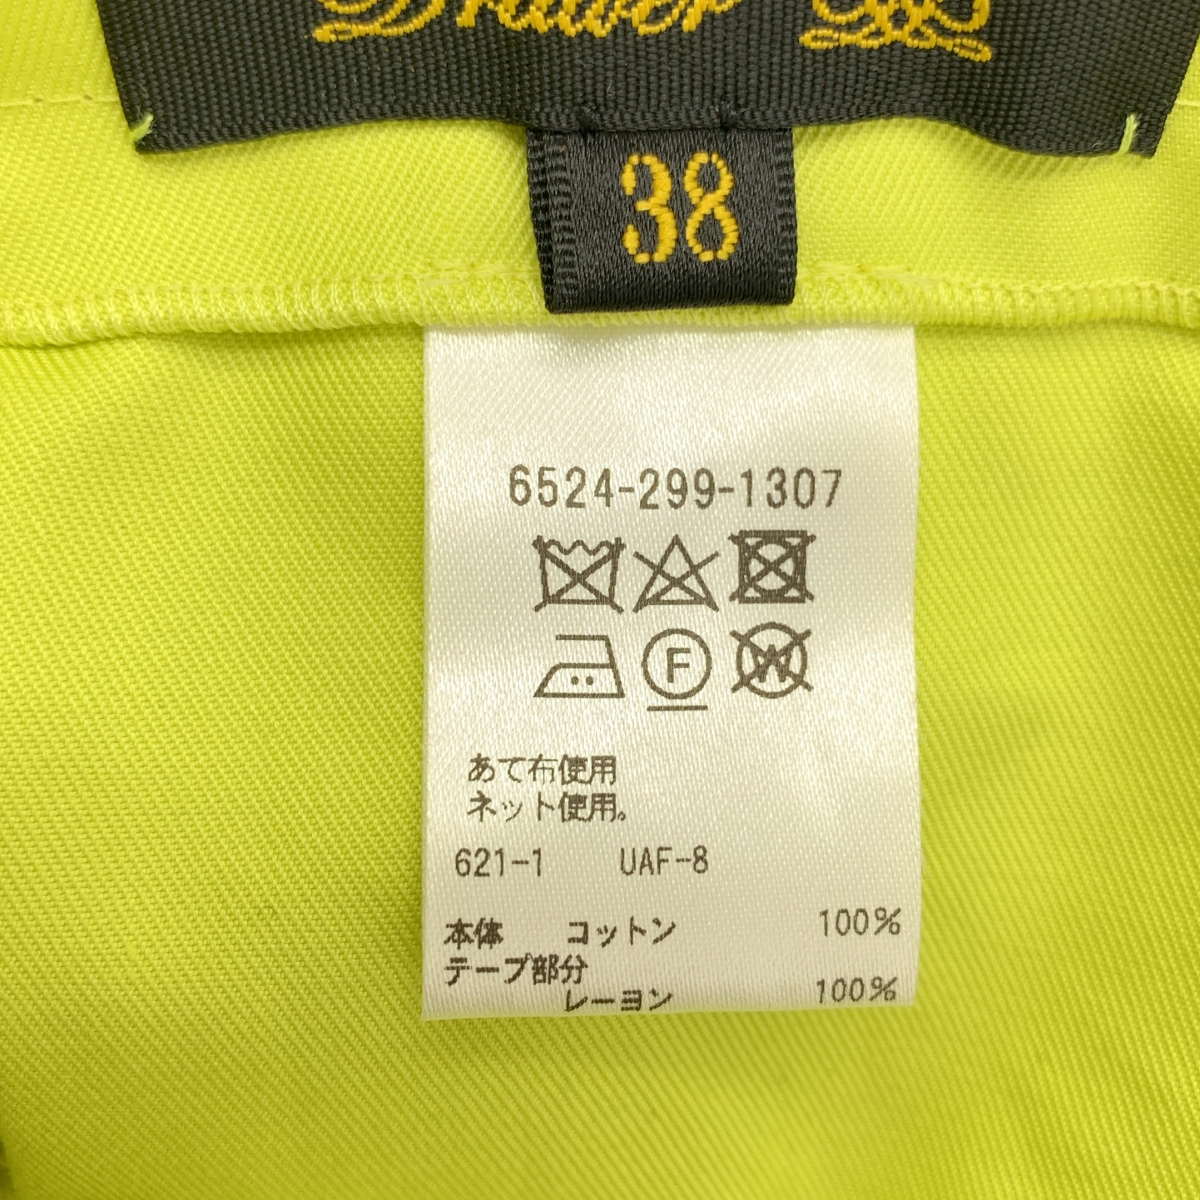 Drawer
38
6524-299-1307
F W
あて布使用
ネット使用。
621-1 UAF-8
本体 コットン 100%
テープ部分
レーヨン 100%